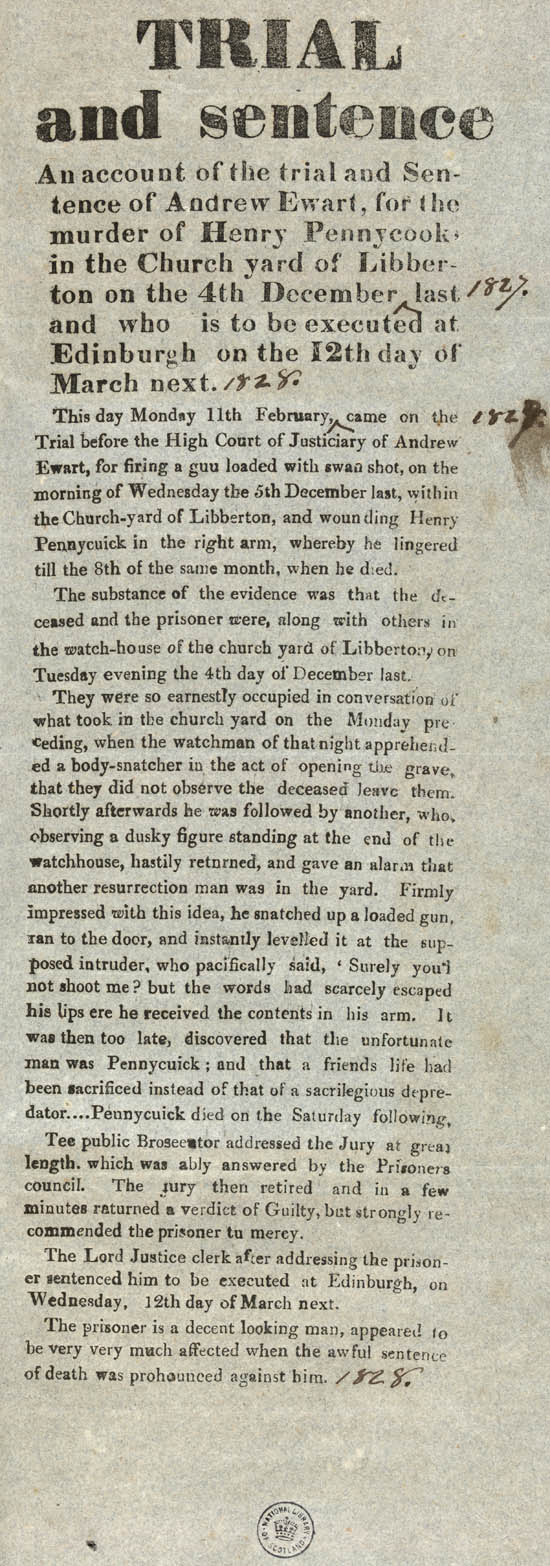 TRIAL
and sentence
An account of the trial and Sen-
tence of Andrew Ewart, for the
murder of Henry Pennycook,
in the Church yard of Libber-
ton on the 4th December last 1827.
and who is to be executed at
Edinburgh on the 12th day of
March next. 1828.
This day Monday 11th February, came on the 1828.
Trial before the High Court of Justiciary of Andrew
Ewart, for firing a guu loaded with swan shot, on the
morning of Wednesday the 5th December last, within
the Church-yard of Libberton, and wounding Henry
Pennycuick in the right arm, whereby he lingered
till the 8th of the same month, when he died.
The substance of the evidence was that the de-
ceased and the prisoner were, along with others in
the watch-house of the church yard of Libberton, on
Tuesday evening the 4th day of December last.
They were so earnestly occupied in conversation of
what took in the church yard on the Monday pre-
ceding, when the watchman of that night apprehend-
ed a body-snatcher in the act of opening the grave,
that they did not observe the deceased leave them.
Shortly afterwards he was followed by another, who,
observing a dusky figure standing at the end of the
watchhouse, hastily retnrned, and gave an alarm that
another resurrection man was in the yard. Firmly
impressed with this idea, he snatched up a loaded gun,
ran to the door, and instantly levelled it at the sup-
posed intruder, who pacifically said, ‘ Surely you'l
not shoot me? but the words had scarcely escaped
his lips ere he received the contents in his arm. It
was then too late, discovered that the unfortunate
man was Pennycuick; and that a friends life had
been sacrificed instead of that of a sacrilegious depre-
dator....Pennycuick died on the Saturday following,
Tee public Broseeutor addressed the Jury at great
length. which was ably answered by the Prisoners
council. The jury then retired and in a few
minutes raturned a verdict of Guilty, but strongly re-
commended the prisoner tu mercy.
The Lord Justice clerk after addressing the prison-
er sentenced him to be executed at Edinburgh, on
Wednesday, 12th day of March next.
The prisoner is a decent looking man, appeared to
be very very much affected when the awful sentence
of death was prohounced against him. 1828.
NATIONAL LIBRARY
OF SCOTLAND